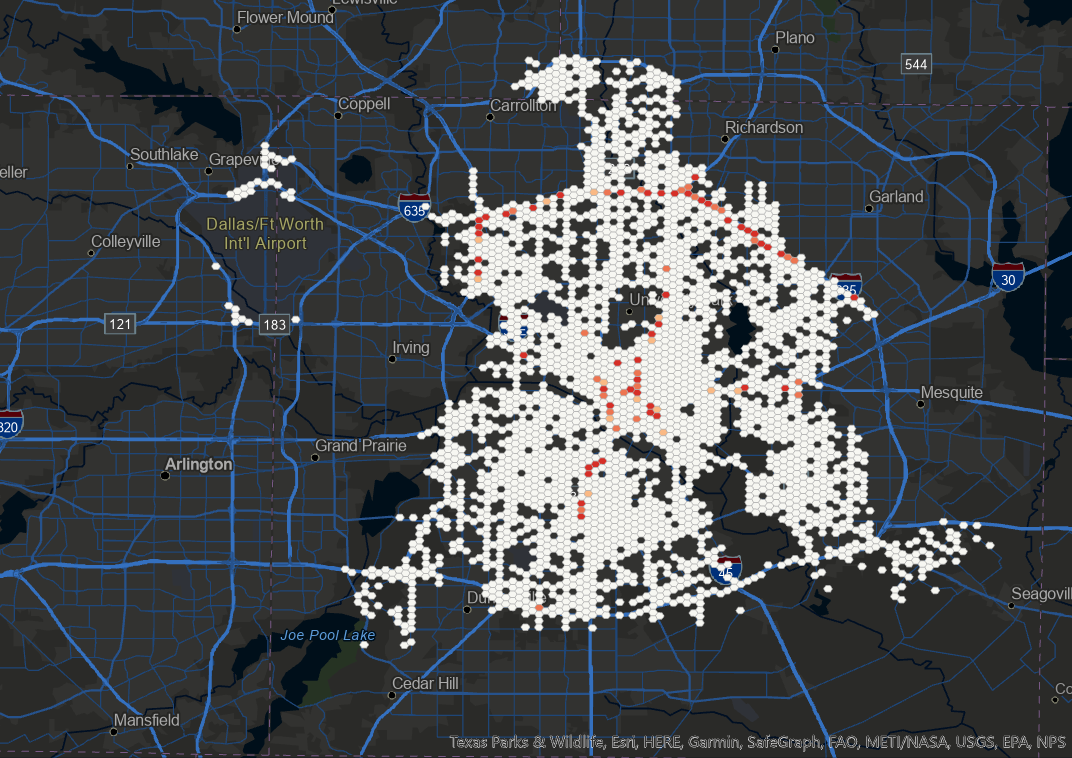 Lewisville
Flower Mound
Plano
544
Coppell
Carrollton
Richardson
Southlake
Grapevine
eller
Garland
635
Dallas/Ft Worth
Int'l Airport
Colleyville
30
121
183
Irving
Mesquite
820
Grand Prairie
Arlington
45
Seagoville
Joe Pool Lake
Cedar Hill
Co
Mansfield
Texas Parks & Wildlife, Esri, HERE, Garmin, SafeGraph, FAO, METI/NASA, USGS, EPA, NPS